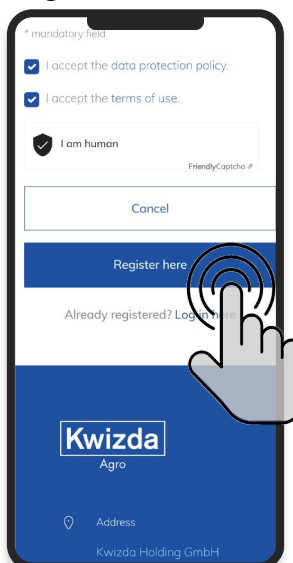 * mandatory field
I accept the data protection policy.
I accept the terms of use.
I am human
FriendlyCaptcha ⇗
Cancel
Register here
Already registered? Log in here
Kwizda
Agro
Address
Kwizda Holding GmbH